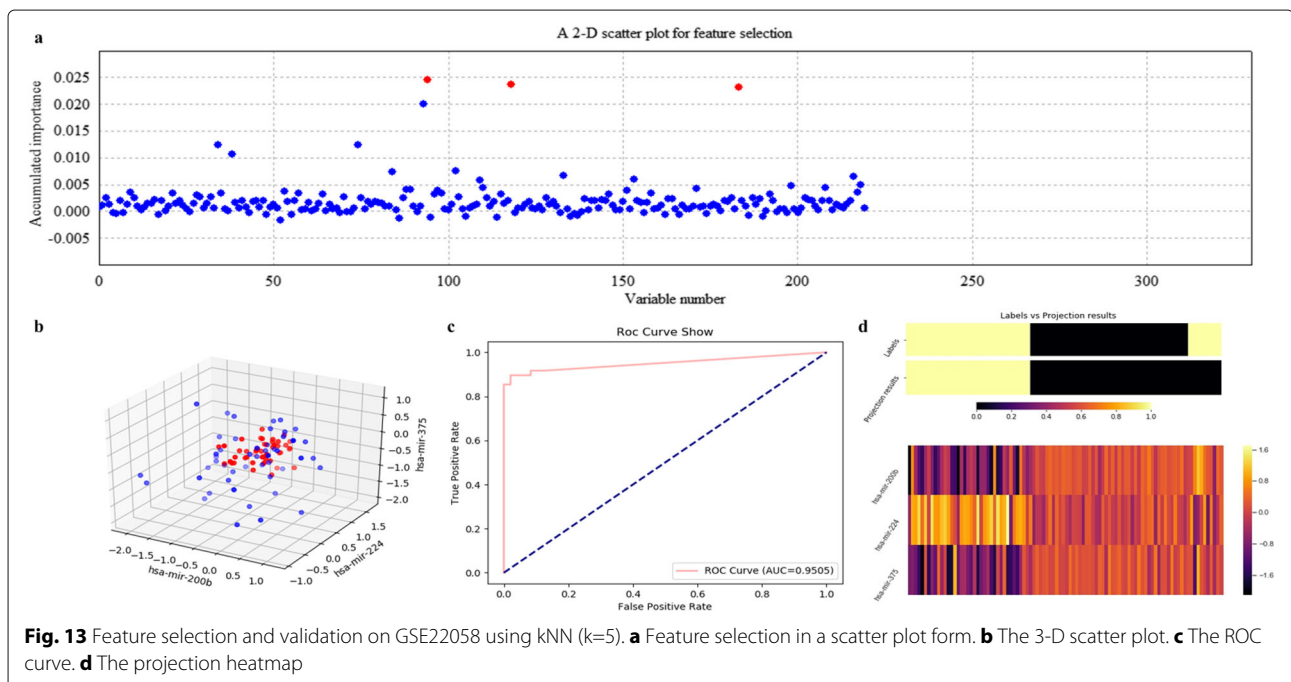 a
A 2-D scatter plot for feature selection
Accumulated importance
0.025
0.020
0.015
0.010
0.005
0.000
-0.005
0 50 100 150 200 250 300
Variable number
b
1.0
0.5
0.0
−0.5
−1.0
−1.5
−2.0
hsa-mir-375
−2.0 −1.5 −1.0 −0.5 0.0 0.5 1.0
hsa-mir-200b
−1.0 −0.5 0.0 0.5 1.0 1.5
hsa-mir-224
c
Roc Curve Show
True Positive Rate
1.0
0.8
0.6
0.4
0.2
0.0
ROC Curve (AUC=0.9505)
0.0 0.2 0.4 0.6 0.8 1.0
False Positive Rate
d
Labels vs Projection results
Labels
Projection results
0.0 0.2 0.4 0.6 0.8 1.0
hsa-mir-200b
hsa-mir-224
hsa-mir-375
1.6
0.8
0.0
−0.8
−1.6
Fig. 13 Feature selection and validation on GSE22058 using kNN (k=5). a Feature selection in a scatter plot form. b The 3-D scatter plot. c The ROC
curve. d The projection heatmap